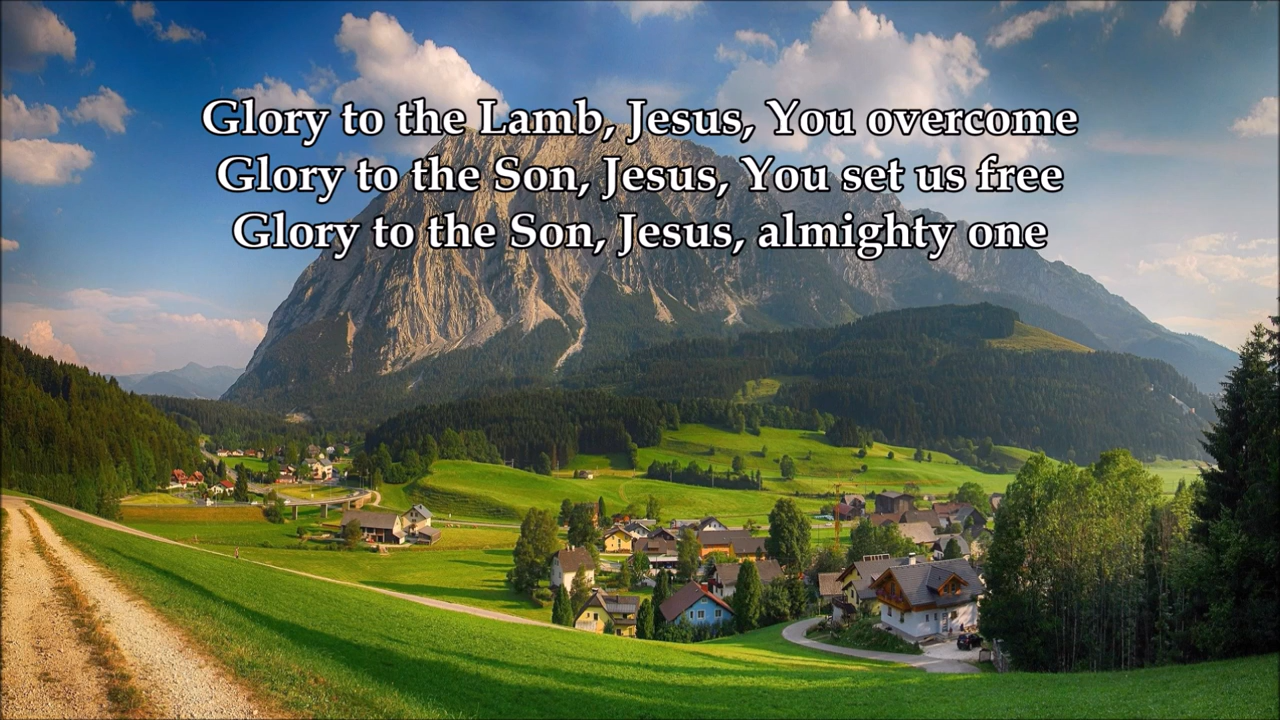 Glory to the Lamb, Jesus, You overcome
Glory to the Son, Jesus, You set us free
Glory to the Son, Jesus, almighty one